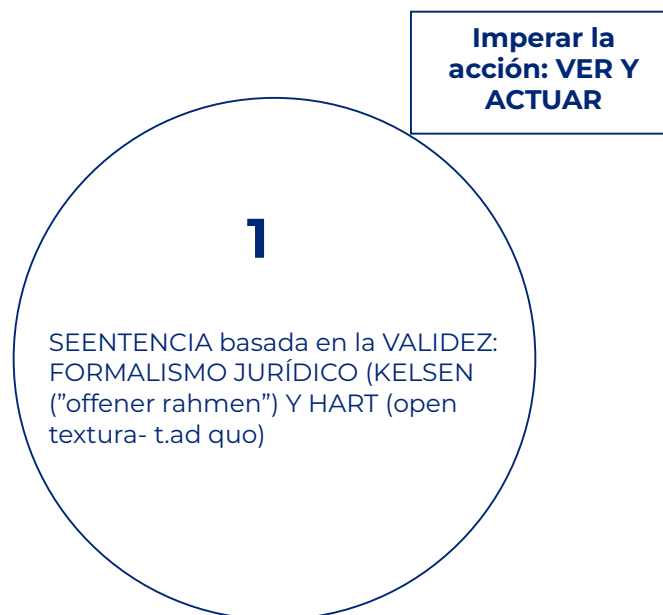 Imperar la
acción: VER Y
ACTUAR
1
SEENTENCIA basada en la VALIDEZ:
FORMALISMO JURÍDICO (KELSEN
(”offener rahmen”) Y HART (open
textura- t.ad quo)